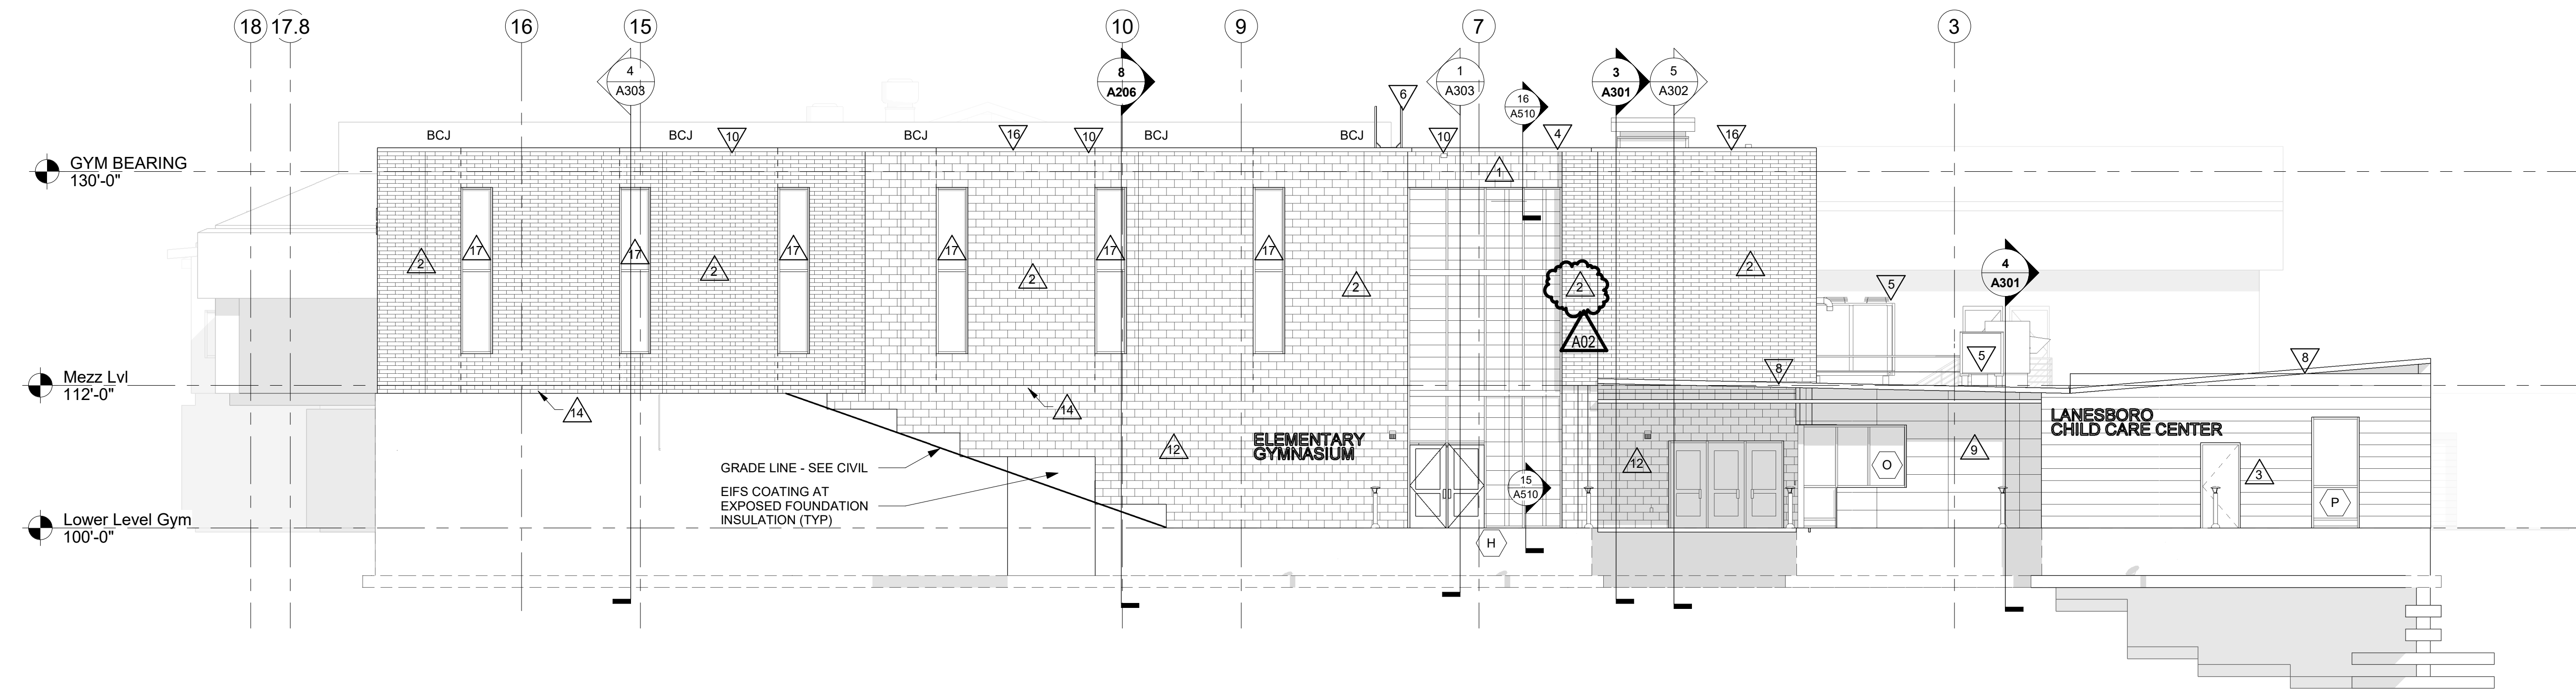 18 17.8 16 15 10 9 7 3
4
A303
8
A206
1
A303
16
A510
3
A301
5
A302
6
BCJ BCJ 10 BCJ 16 10 BCJ BCJ 10 4 16
GYM BEARING
130'-0"
1
17 17 17 17 17 17
2 2 2 2 2 2
A02
4
A301
5
5
8
8
Mezz Lvl
112'-0"
14 14
LANESBORO
CHILD CARE CENTER
ELEMENTARY
GYMNASIUM
12 12 9 3
O
P
GRADE LINE - SEE CIVIL
EIFS COATING AT
EXPOSED FOUNDATION
INSULATION (TYP)
15
A510
Lower Level Gym
100'-0"
H